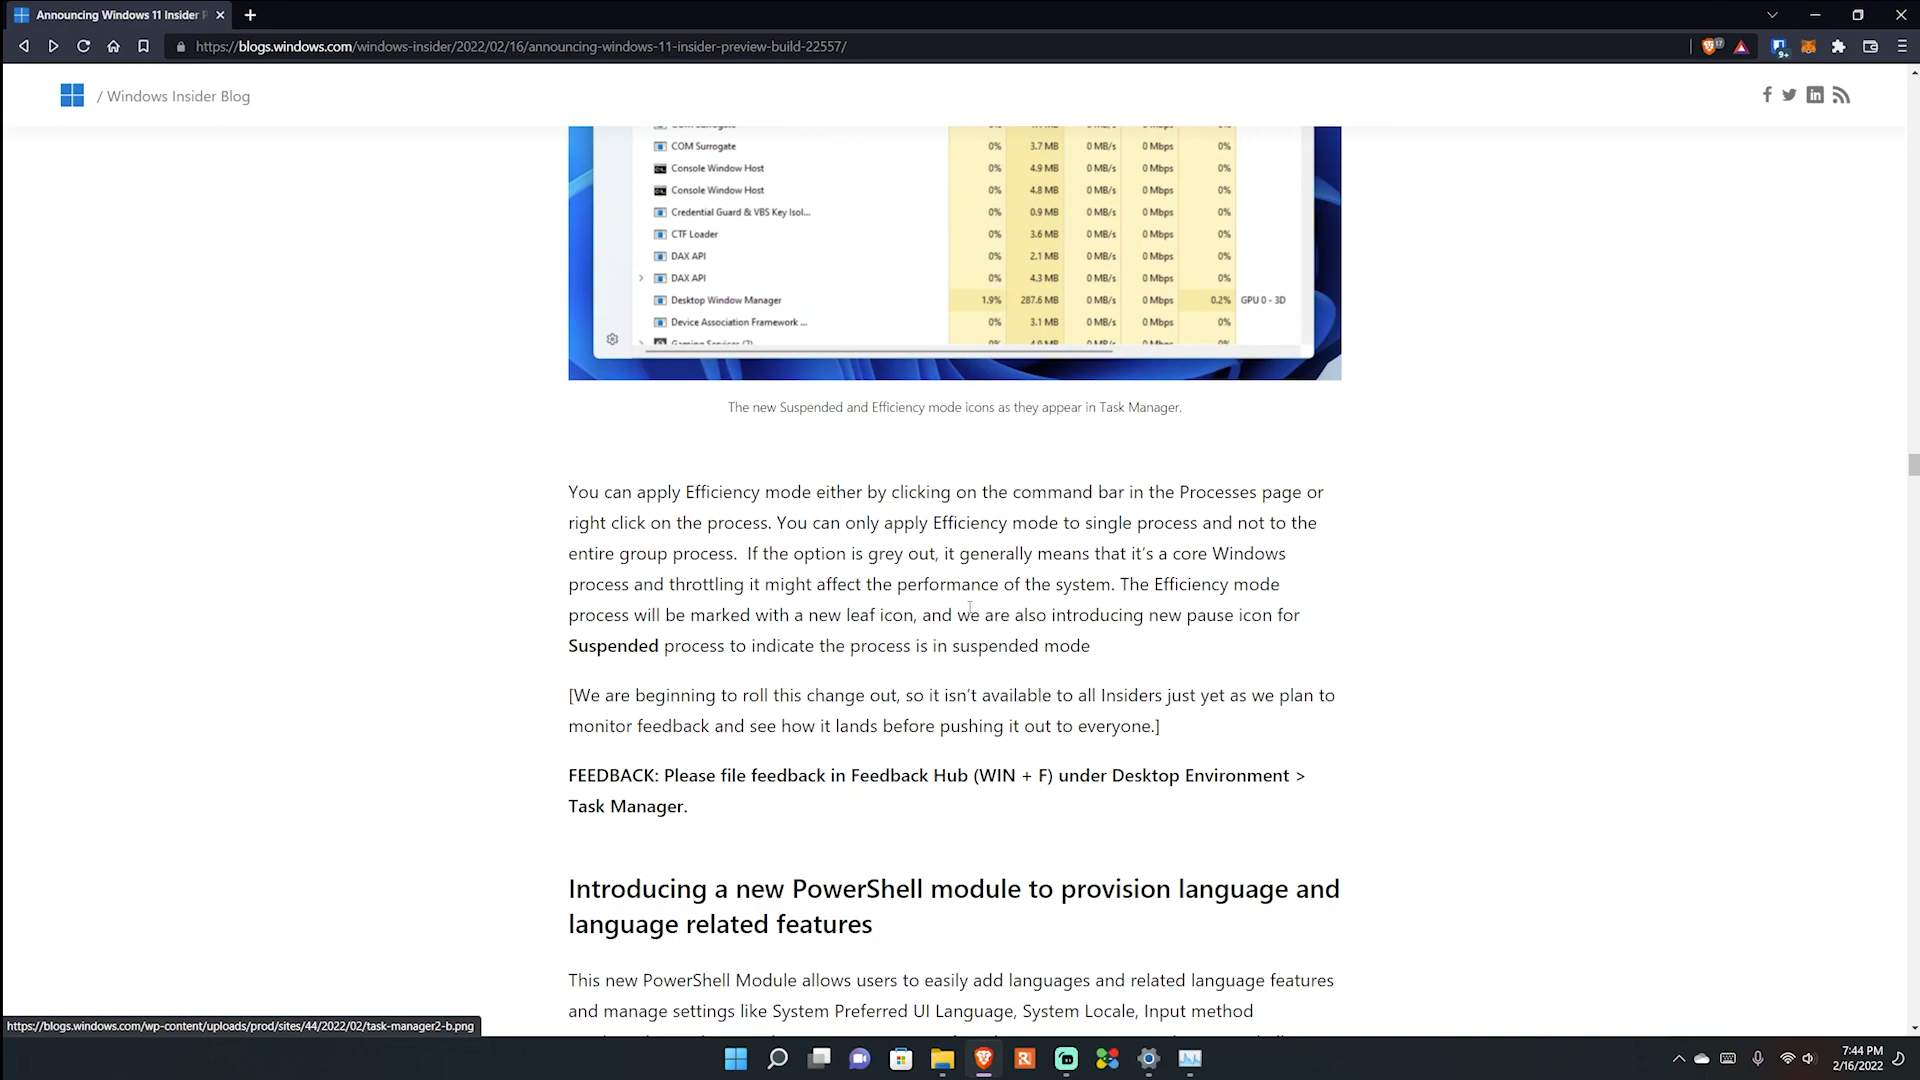 Announcing Windows 11 Insider P
https://blogs.windows.com/windows-insider/2022/02/16/announcing-windows-11-insider-preview-build-22557/
17
9+
/ Windows Insider Blog
COM Surrogate 0% 3.7 MB 0 MB/s 0 Mbps 0%
Console Window Host 0% 4.9 MB 0 MB/s 0 Mbps 0%
Console Window Host 0% 4.8 MB 0 MB/s 0 Mbps 0%
Credential Guard & VBS Key Isol... 0% 0.9 MB 0 MB/s 0 Mbps 0%
CTF Loader 0% 3.6 MB 0 MB/s 0 Mbps 0%
DAX API 0% 2.1 MB 0 MB/s 0 Mbps 0%
DAX API 0% 4.3 MB 0 MB/s 0 Mbps 0%
Desktop Window Manager 1.9% 287.6 MB 0 MB/s 0 Mbps 0.2% GPU 0 - 3D
Device Association Framework ... 0% 3.1 MB 0 MB/s 0 Mbps 0%
Gaming Services (2) 0% 4.9 MB 0 MB/s 0 Mbps 0%
The new Suspended and Efficiency mode icons as they appear in Task Manager.
You can apply Efficiency mode either by clicking on the command bar in the Processes page or
right click on the process. You can only apply Efficiency mode to single process and not to the
entire group process.  If the option is grey out, it generally means that it’s a core Windows
process and throttling it might affect the performance of the system. The Efficiency mode
process will be marked with a new leaf icon, and we are also introducing new pause icon for
Suspended process to indicate the process is in suspended mode
[We are beginning to roll this change out, so it isn’t available to all Insiders just yet as we plan to
monitor feedback and see how it lands before pushing it out to everyone.]
FEEDBACK: Please file feedback in Feedback Hub (WIN + F) under Desktop Environment >
Task Manager.
Introducing a new PowerShell module to provision language and
language related features
This new PowerShell Module allows users to easily add languages and related language features
and manage settings like System Preferred UI Language, System Locale, Input method
https://blogs.windows.com/wp-content/uploads/prod/sites/44/2022/02/task-manager2-b.png
7:44 PM
2/16/2022